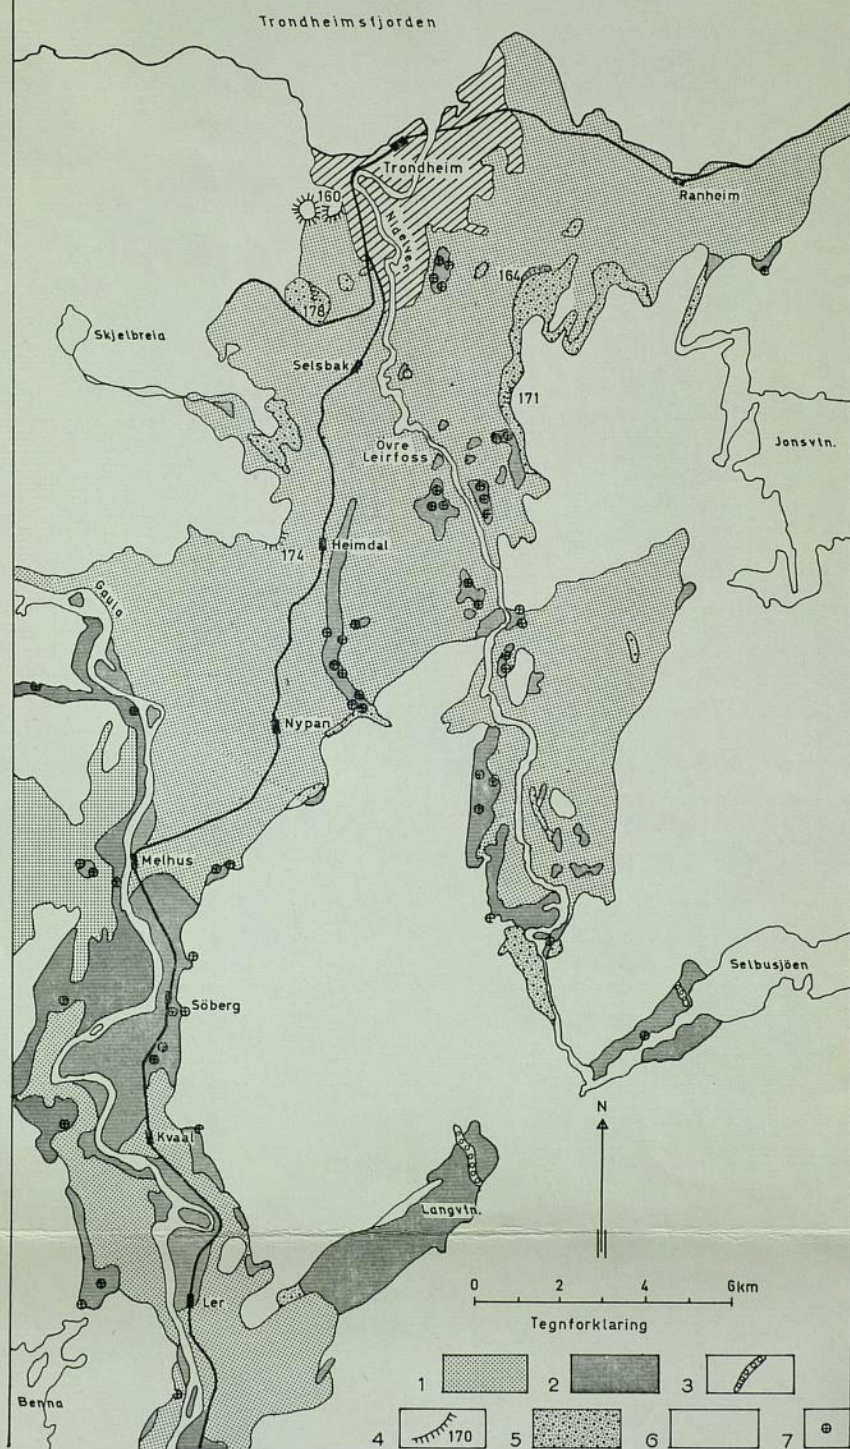 Trondheimsfjorden
Trondheim
160
Ranheim
Nidelven
164
178
Skjelbreia
Selsbak
171
Övre
Leirfoss
Jonsvtn.
174
Heimdal
Gaula
Nypan
Melhus
Selbusjöen
Söberg
N
Kvaal
Langvtn.
0 2 4 6km
Ler
Tegnforklaring
1 2 3
Benna
4 170 5 6 7